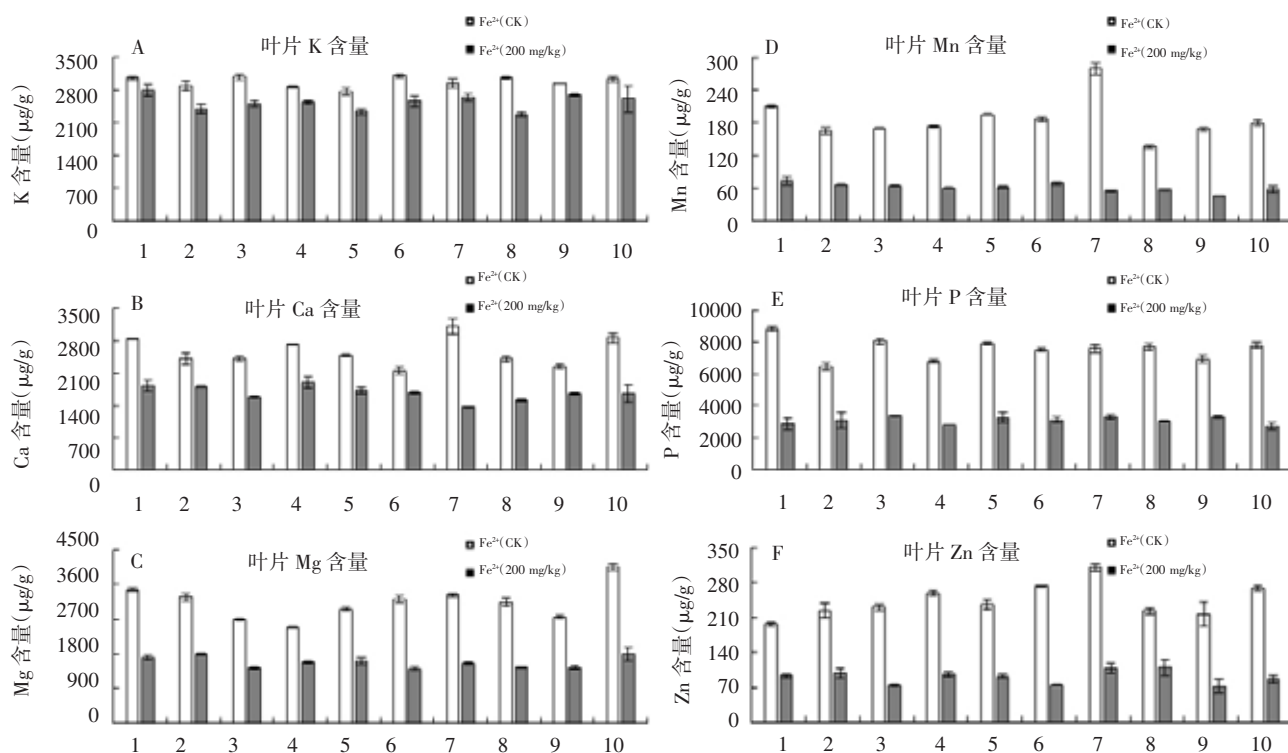 A
叶片 K 含量
Fe²⁺(CK)
Fe²⁺(200 mg/kg)
K 含量(μg/g)
3500
2800
2100
1400
700
0
1 2 3 4 5 6 7 8 9 10
D
叶片 Mn 含量
Fe²⁺(CK)
Fe²⁺(200 mg/kg)
Mn 含量(μg/g)
300
240
180
120
60
0
1 2 3 4 5 6 7 8 9 10
B
叶片 Ca 含量
Fe²⁺(CK)
Fe²⁺(200 mg/kg)
Ca 含量(μg/g)
3500
2800
2100
1400
700
0
1 2 3 4 5 6 7 8 9 10
E
叶片 P 含量
Fe²⁺(CK)
Fe²⁺(200 mg/kg)
P 含量(μg/g)
10000
8000
6000
4000
2000
0
1 2 3 4 5 6 7 8 9 10
C
叶片 Mg 含量
Fe²⁺(CK)
Fe²⁺(200 mg/kg)
Mg 含量(μg/g)
4500
3600
2700
1800
900
0
1 2 3 4 5 6 7 8 9 10
F
叶片 Zn 含量
Fe²⁺(CK)
Fe²⁺(200 mg/kg)
Zn 含量(μg/g)
350
280
210
140
70
0
1 2 3 4 5 6 7 8 9 10